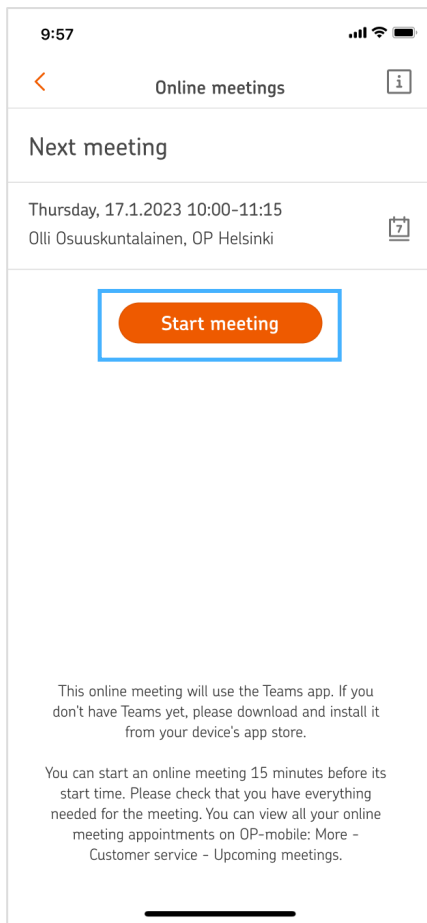 9:57
Online meetings
i
Next meeting
Thursday, 17.1.2023 10:00-11:15
Olli Osuuskuntalainen, OP Helsinki
7
Start meeting
This online meeting will use the Teams app. If you
don't have Teams yet, please download and install it
from your device's app store.
You can start an online meeting 15 minutes before its
start time. Please check that you have everything
needed for the meeting. You can view all your online
meeting appointments on OP-mobile: More -
Customer service - Upcoming meetings.